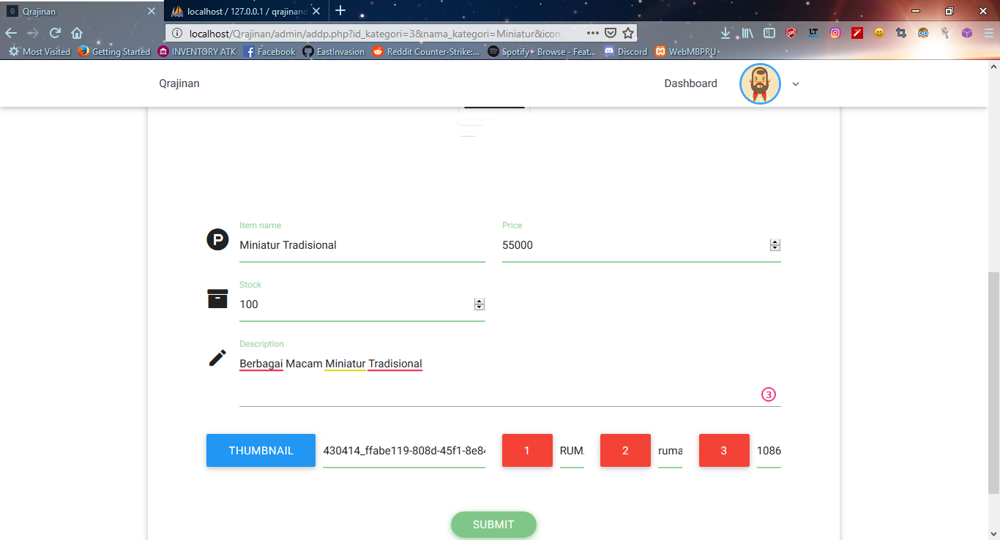 Qrajinan
localhost / 127.0.0.1 / qrajinand
localhost/Qrajinan/admin/addp.php?id_kategori=3&nama_kategori=Miniatur&icon_
Most Visited Getting Started INVENTORY ATK Facebook EastInvasion Reddit Counter-Strike:... Spotify - Browse - Feat... Discord WebMBPRU
Qrajinan Dashboard
Item name Price
P Miniatur Tradisional 55000
Stock
100
Description
Berbagai Macam Miniatur Tradisional
3
THUMBNAIL 430414_ffabe119-808d-45f1-8e84 1 RUM 2 ruma 3 1086
SUBMIT